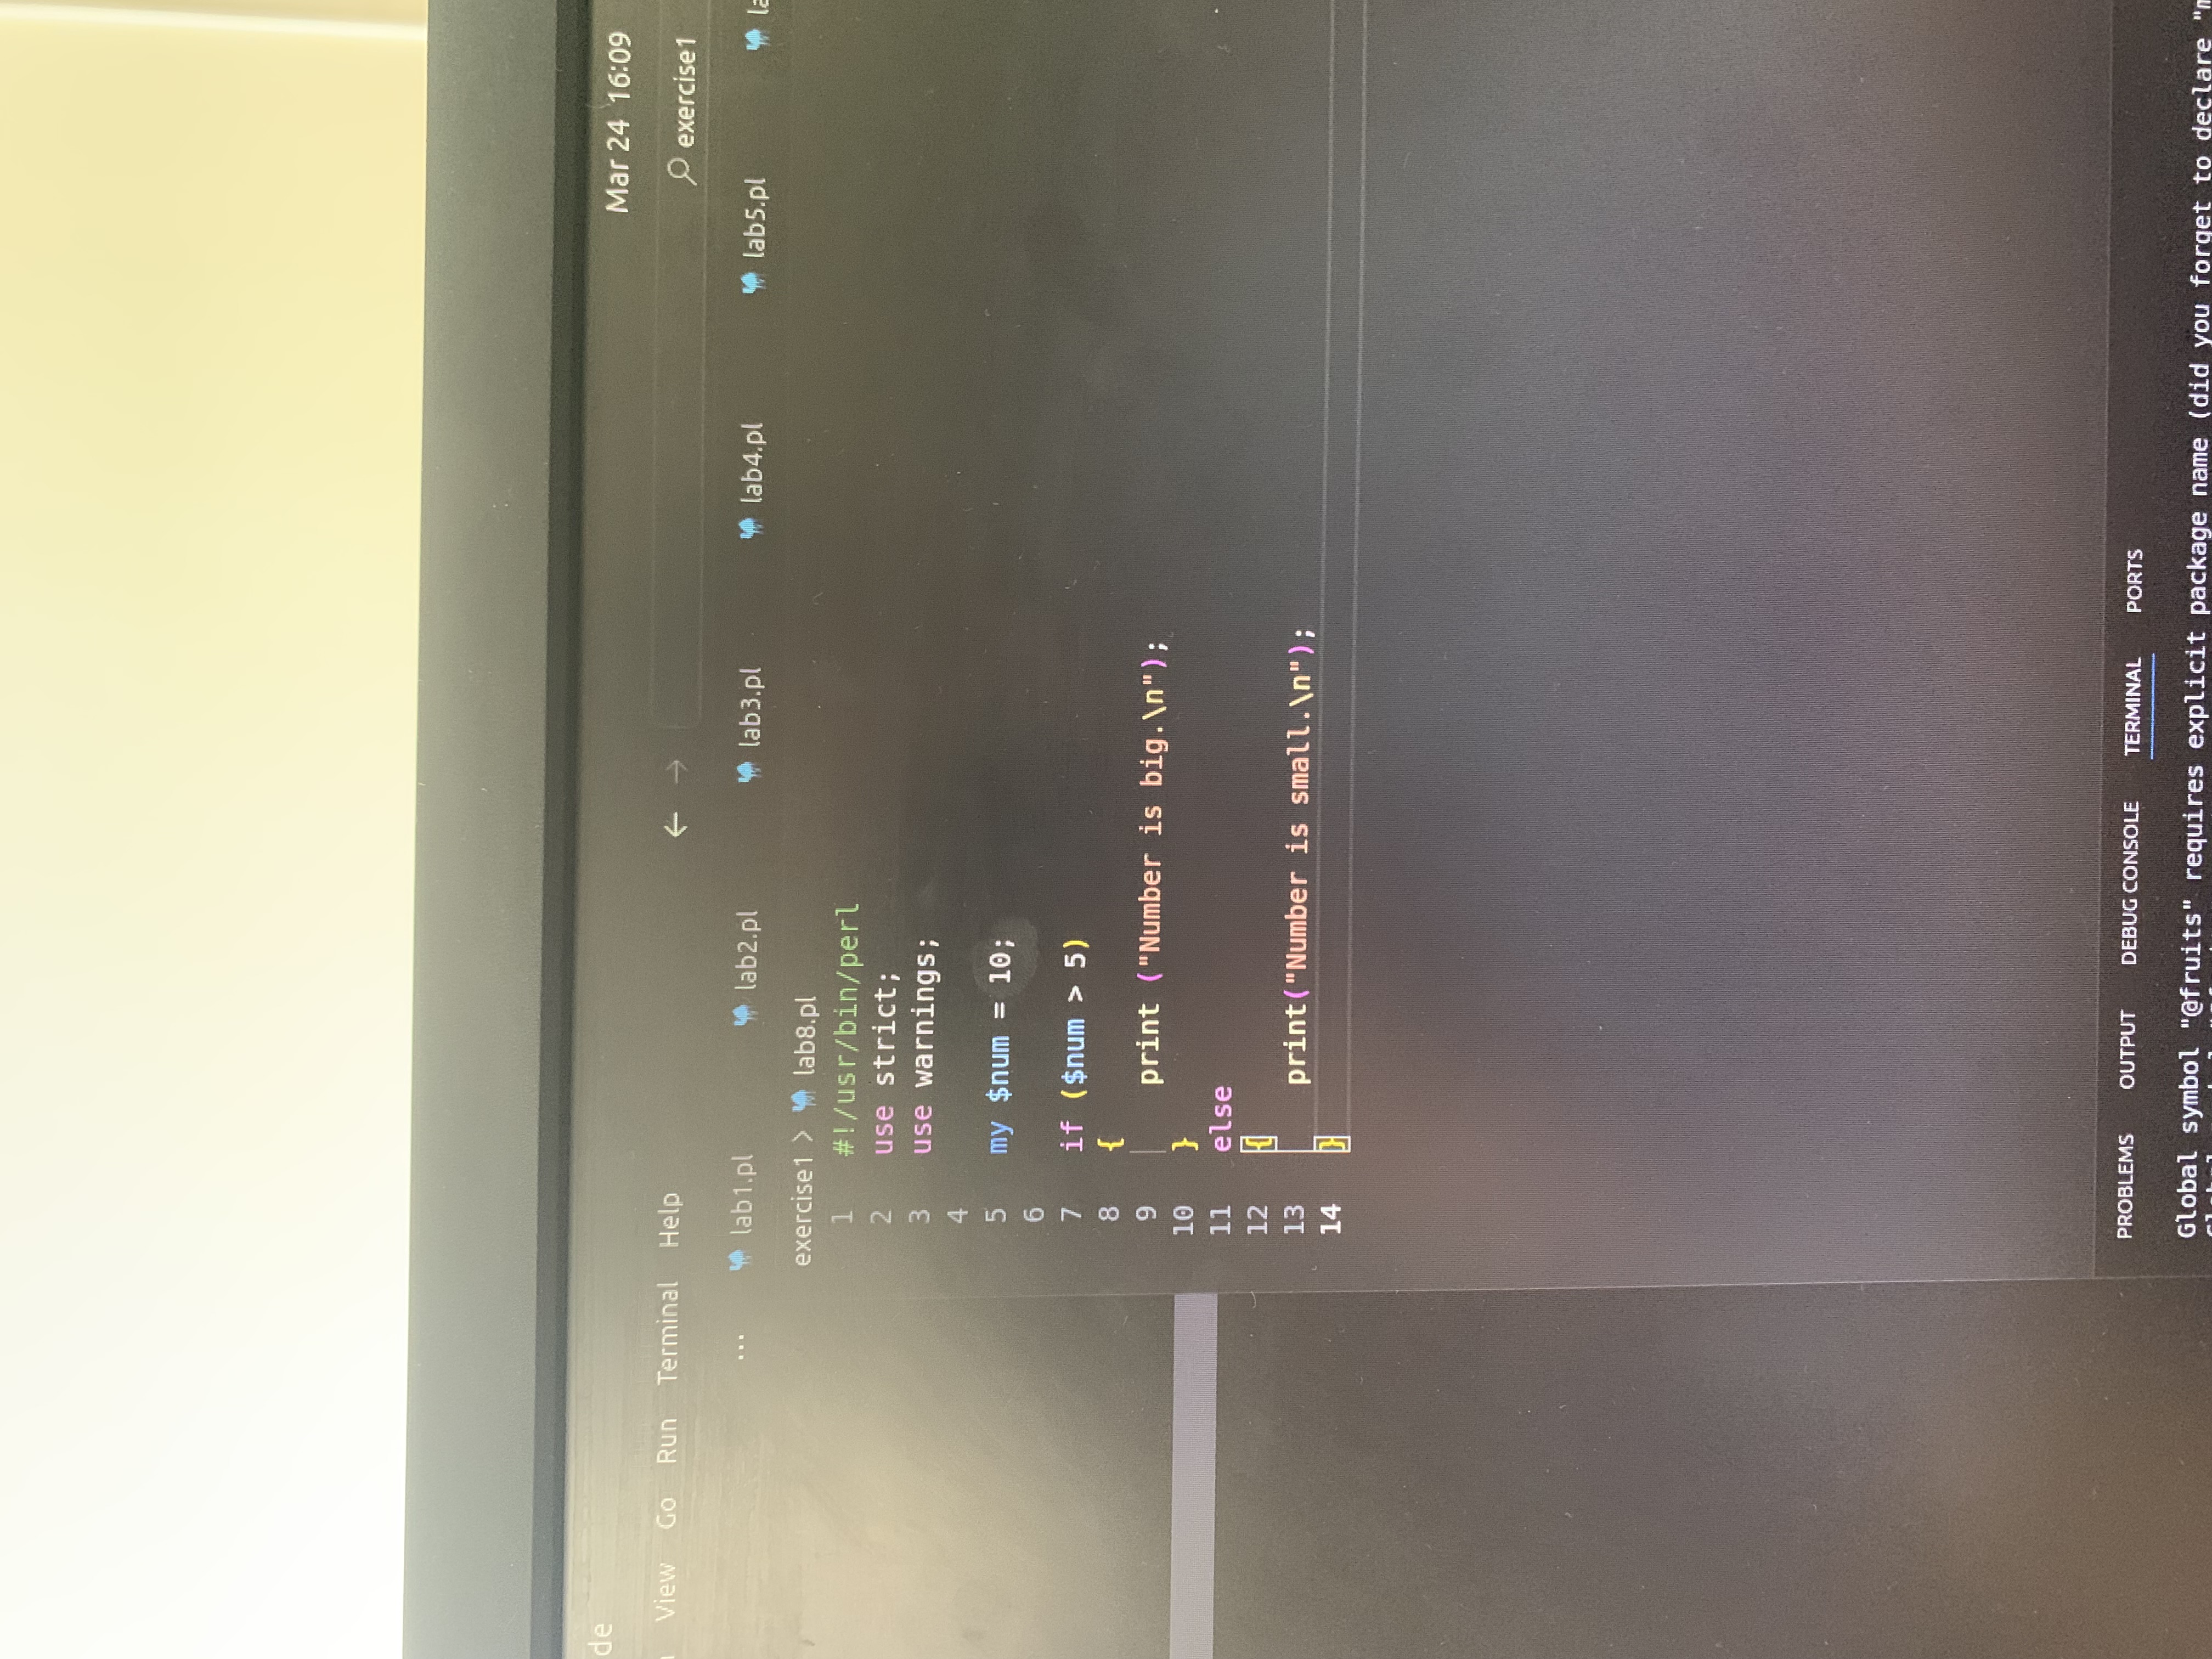 de
Mar 24 16:09
View Go Run Terminal Help
exercise1
... lab1.pl lab2.pl lab3.pl lab4.pl lab5.pl
exercise1 > lab8.pl
1 #!/usr/bin/perl
2 use strict;
3 use warnings;
4
5 my $num = 10;
6
7 if ($num > 5)
8 {
9 print ("Number is big.\n");
10 }
11 else
12 {
13 print("Number is small.\n");
14 }
PROBLEMS OUTPUT DEBUG CONSOLE TERMINAL PORTS
Global symbol "@fruits" requires explicit package name (did you forget to declare